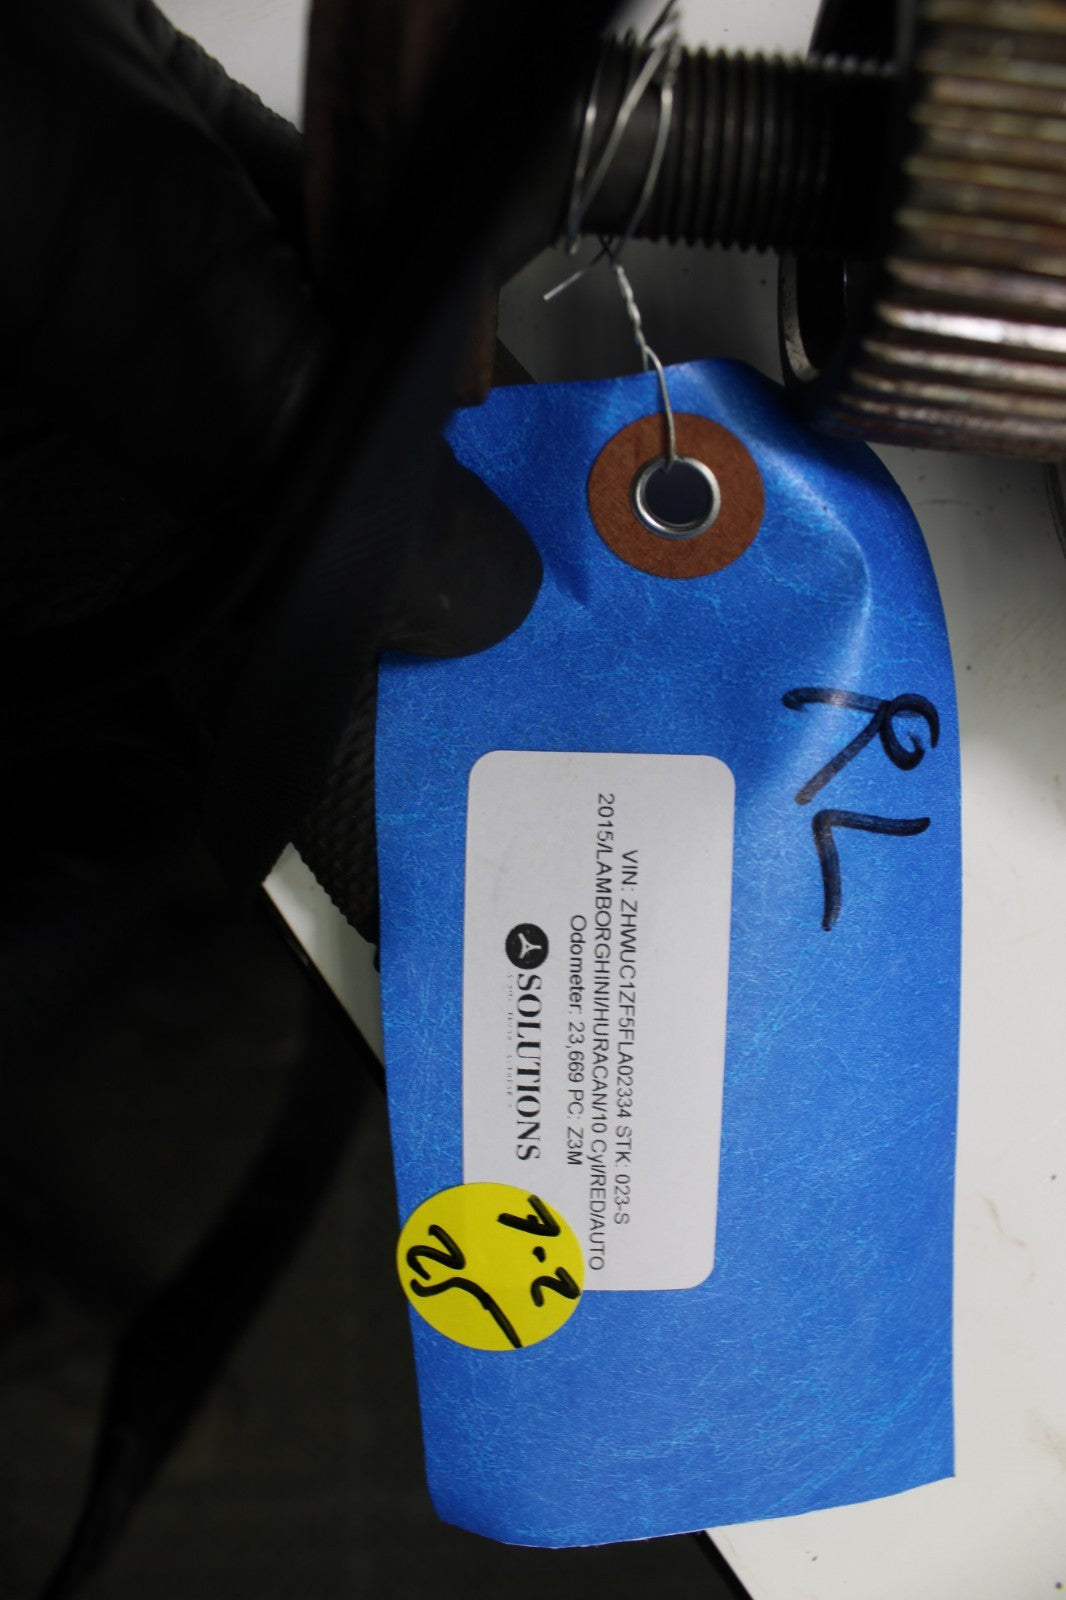 RL
VIN: ZHWUC1ZF5FLA02334 STK: 023-S
2015/LAMBORGHINI/HURACAN/10 Cyl/RED/AUTO
Odometer: 23,669 PC: Z3M
SOLUTIONS
7.2
25